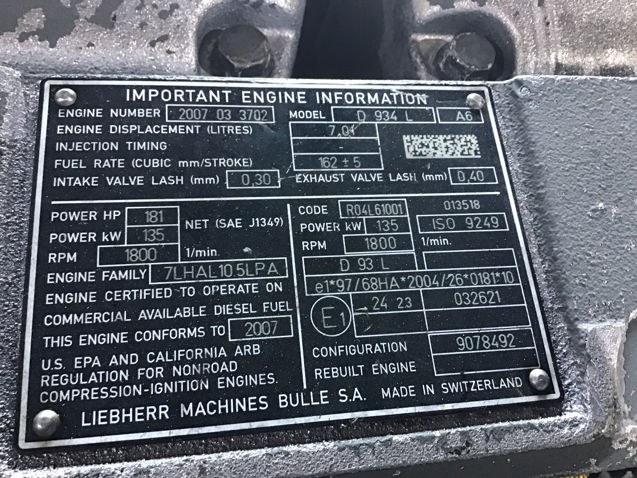 IMPORTANT ENGINE INFORMATION
ENGINE NUMBER 2007 03 3702 MODEL D 934 L A6
ENGINE DISPLACEMENT (LITRES) 7,01
INJECTION TIMING
FUEL RATE (CUBIC mm/STROKE) 162 ± 5
INTAKE VALVE LASH (mm) 0,30 EXHAUST VALVE LASH (mm) 0,40
POWER HP 181
POWER kW 135
NET (SAE J1349)
RPM 1800 1/min.
ENGINE FAMILY 7LHAL10.5LPA
ENGINE CERTIFIED TO OPERATE ON
COMMERCIAL AVAILABLE DIESEL FUEL
THIS ENGINE CONFORMS TO 2007
U.S. EPA AND CALIFORNIA ARB
REGULATION FOR NONROAD
COMPRESSION-IGNITION ENGINES.
CODE R04L61001 013518
POWER kW 135 ISO 9249
RPM 1800 1/min.
D 93 L
e1*97/68HA*2004/26*0181*10
E1 24 23 032621
CONFIGURATION 9078492
REBUILT ENGINE
LIEBHERR MACHINES BULLE S.A. MADE IN SWITZERLAND